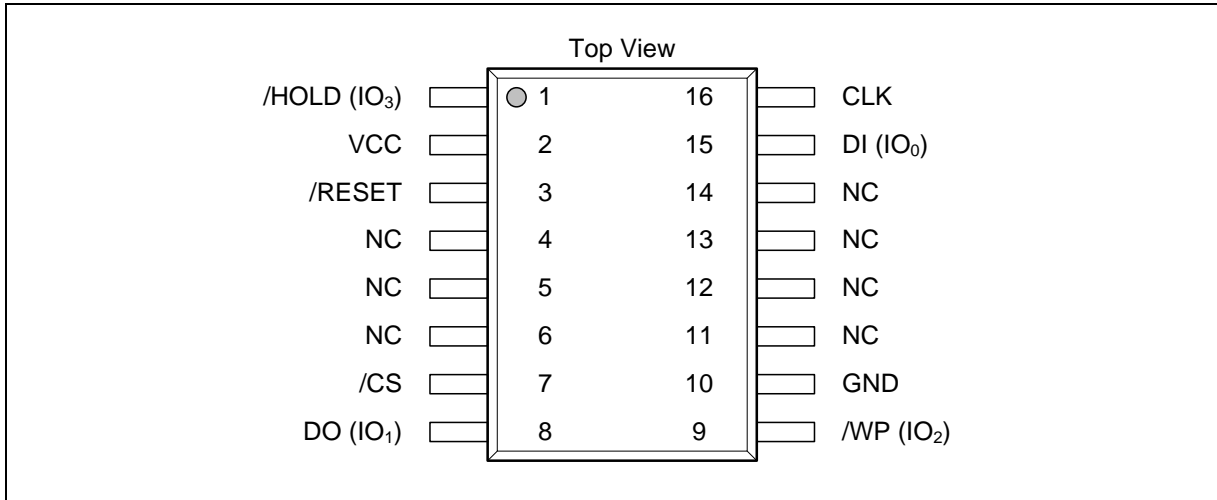 Top View
/HOLD (IO₃) 1 16 CLK
VCC 2 15 DI (IO₀)
/RESET 3 14 NC
NC 4 13 NC
NC 5 12 NC
NC 6 11 NC
/CS 7 10 GND
DO (IO₁) 8 9 /WP (IO₂)